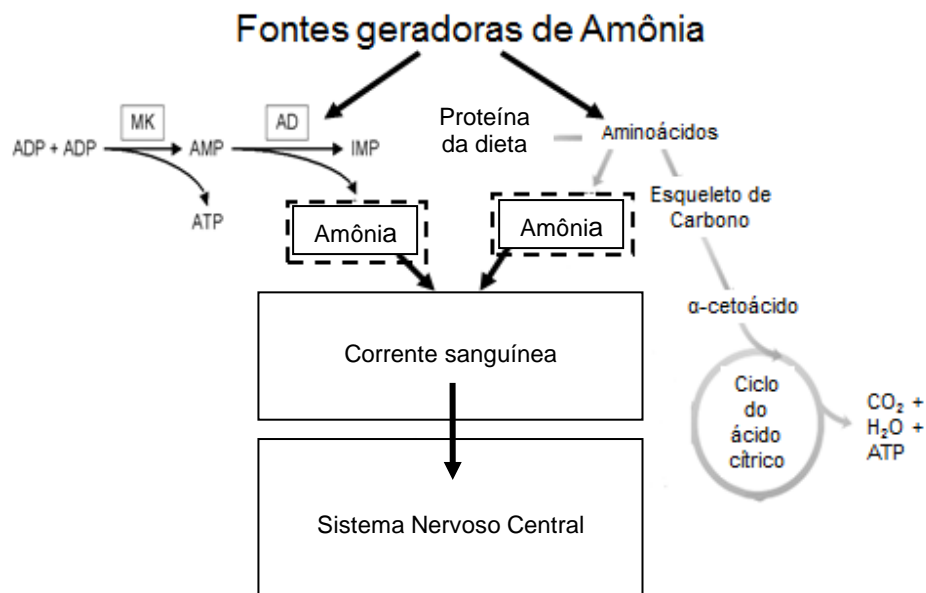 Fontes geradoras de Amônia
MK
AD
ADP + ADP
AMP
IMP
ATP
Amônia
Proteína
da dieta
Aminoácidos
Amônia
Esqueleto de
Carbono
α-cetoácido
Ciclo
do
ácido
cítrico
CO₂ +
H₂O +
ATP
Corrente sanguínea
Sistema Nervoso Central